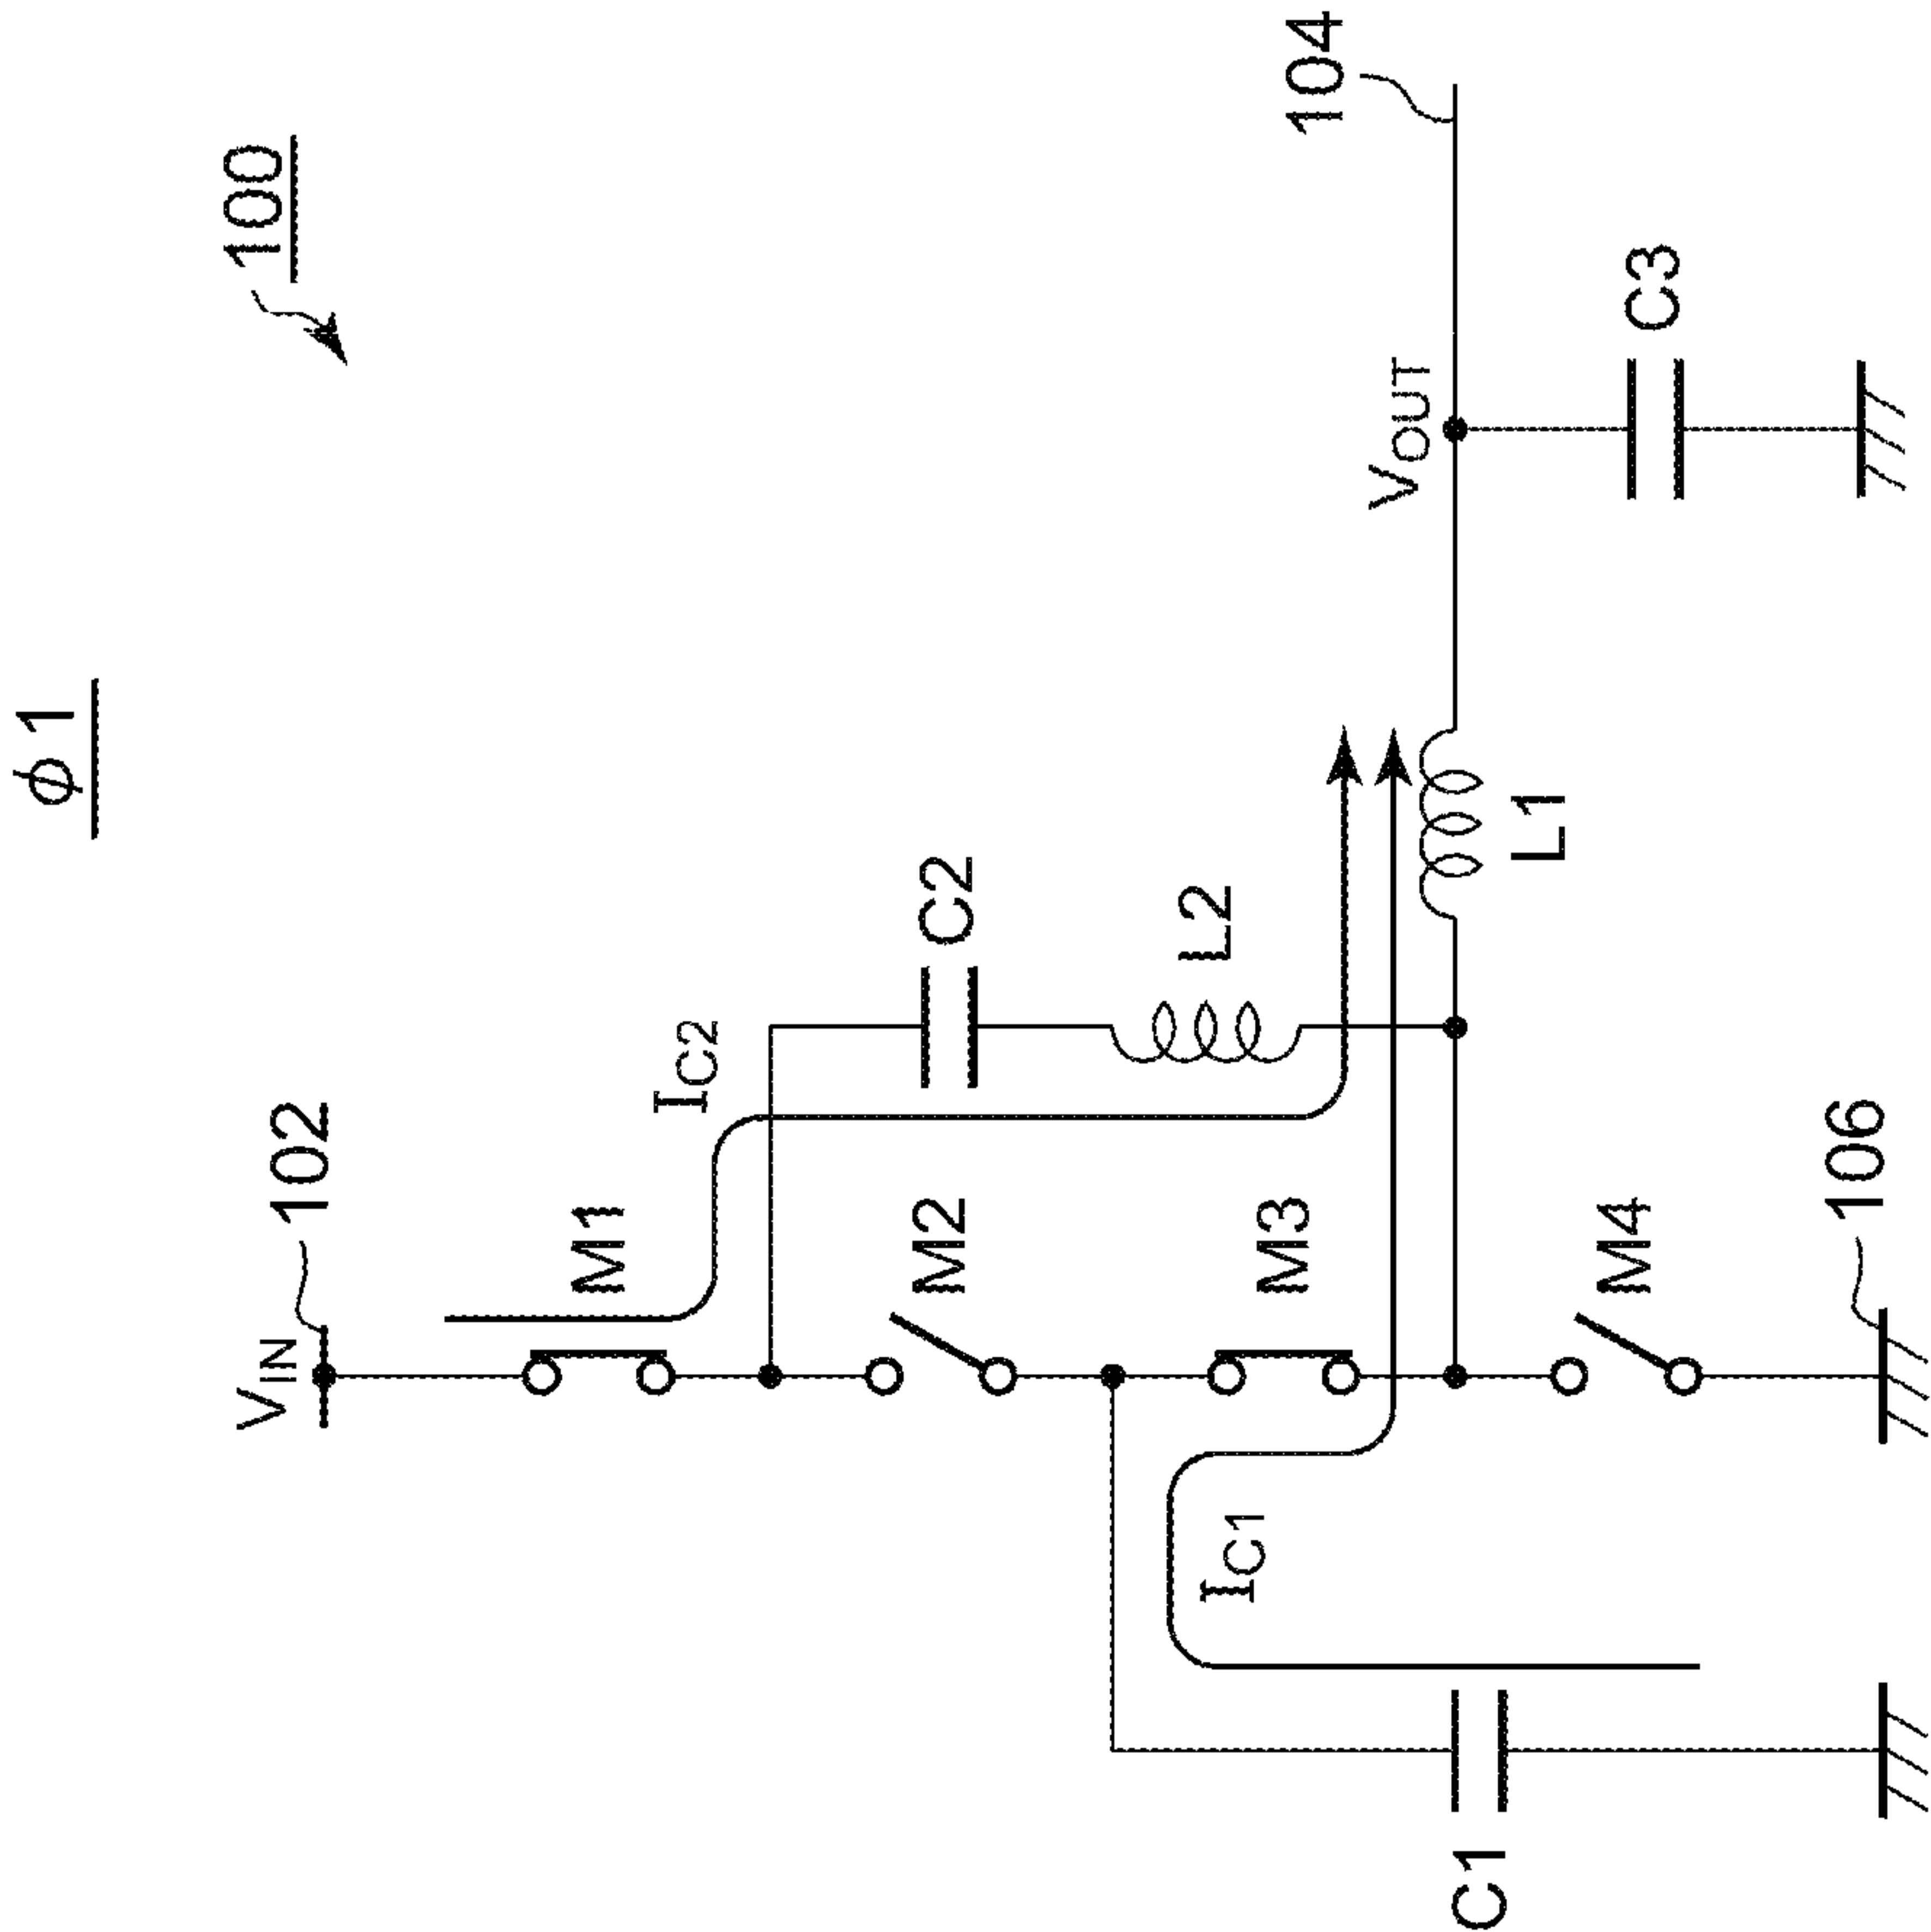 φ1
100
V_IN
102
M1
I_C2
C2
M2
L2
M3
I_C1
V_OUT
104
L1
C1
M4
C3
106